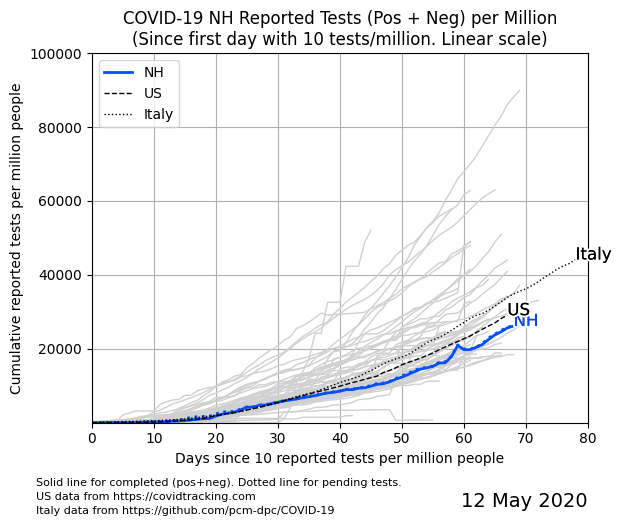 COVID-19 NH Reported Tests (Pos + Neg) per Million
(Since first day with 10 tests/million. Linear scale)
Cumulative reported tests per million people
100000
80000
60000
40000
20000
NH
US
Italy
Italy
US
NH
0 10 20 30 40 50 60 70 80
Days since 10 reported tests per million people
Solid line for completed (pos+neg). Dotted line for pending tests.
US data from https://covidtracking.com
Italy data from https://github.com/pcm-dpc/COVID-19
12 May 2020